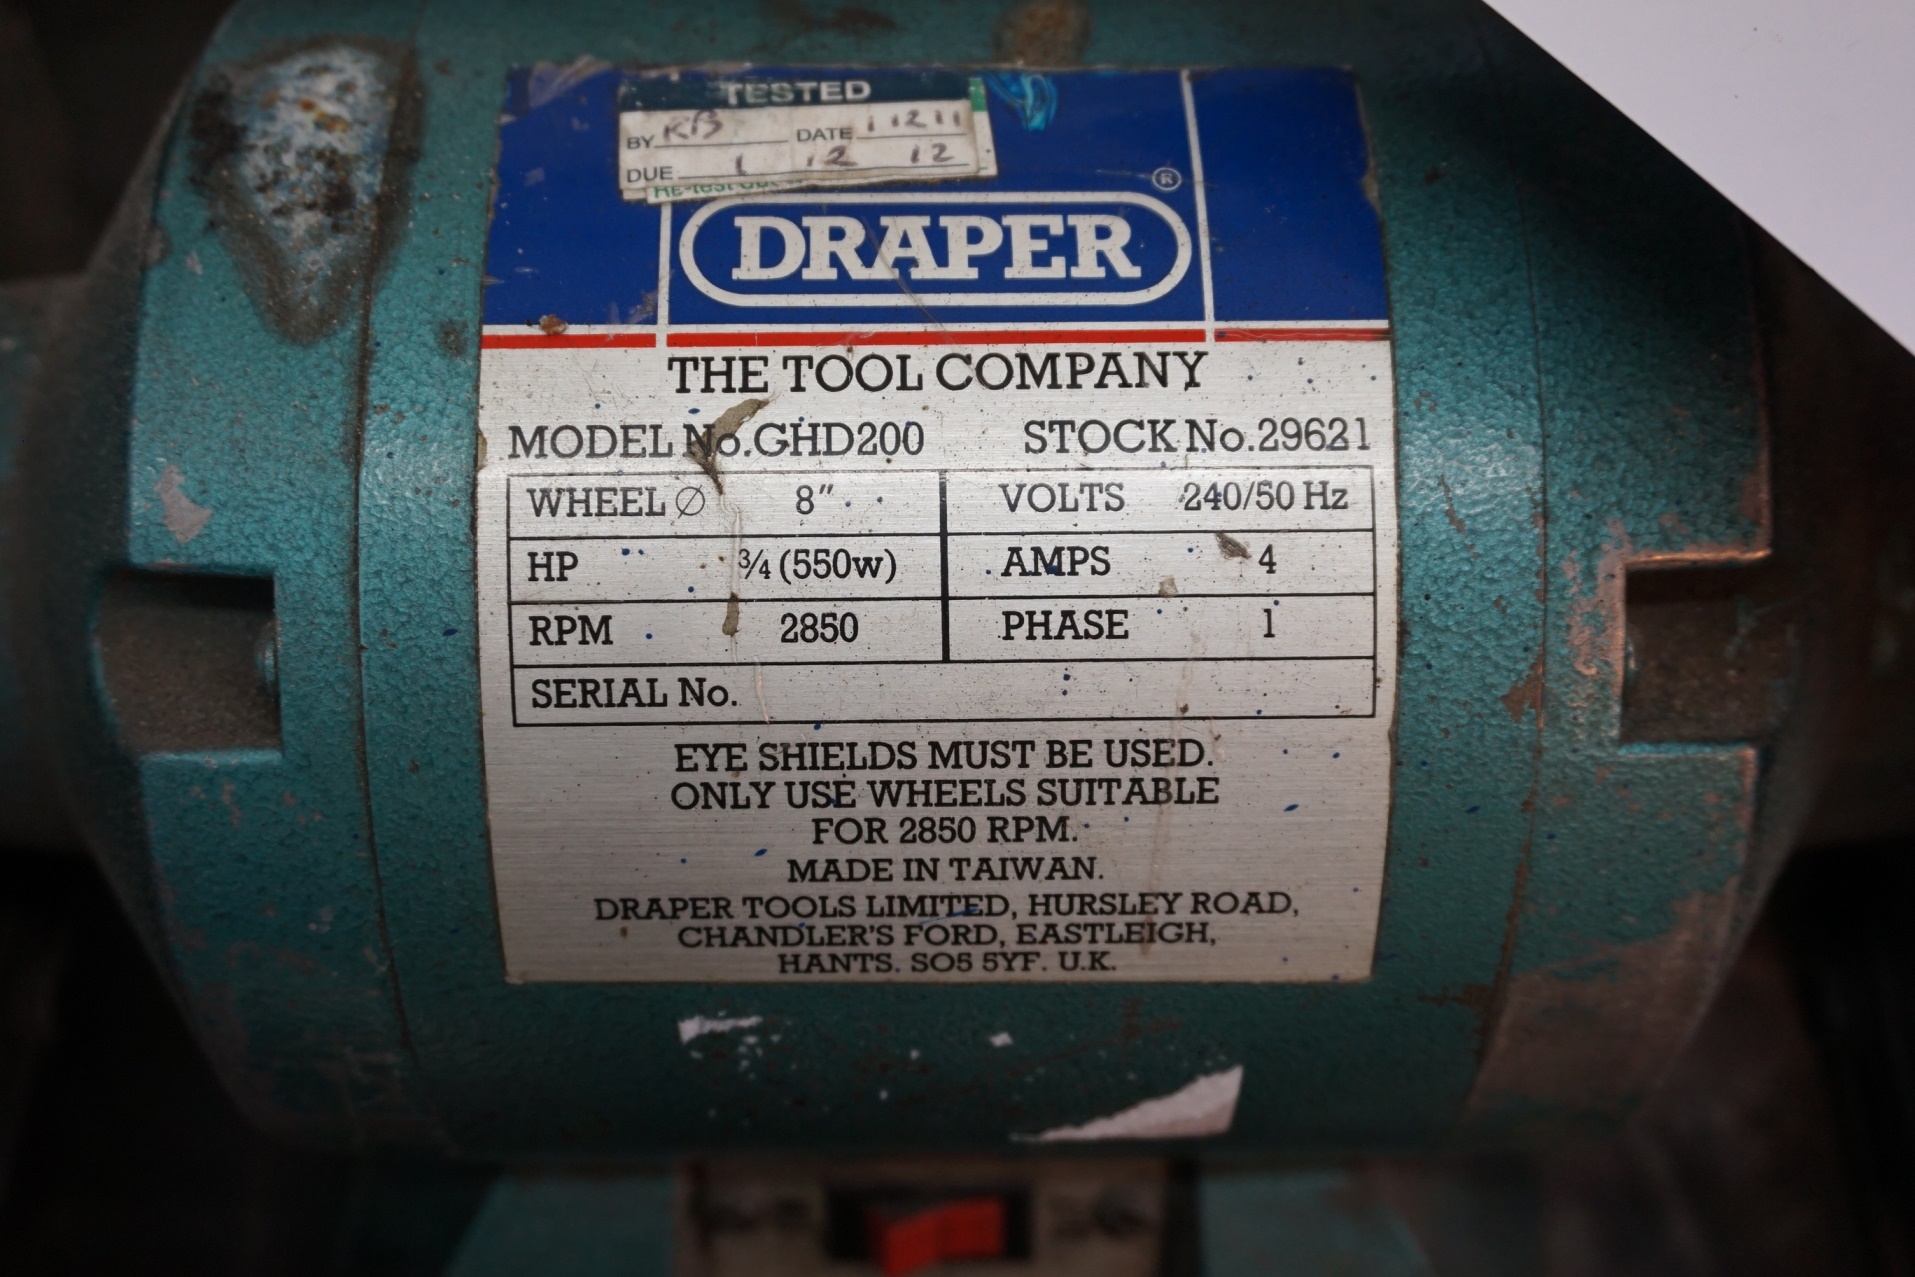 TESTED
BY RB DATE 1 12 11
DUE 1 12 12
®
DRAPER
THE TOOL COMPANY
MODEL No.GHD200 STOCK No.29621
WHEEL Ø 8" VOLTS 240/50 Hz
HP ¾ (550w) AMPS 4
RPM 2850 PHASE 1
SERIAL No.
EYE SHIELDS MUST BE USED.
ONLY USE WHEELS SUITABLE
FOR 2850 RPM.
MADE IN TAIWAN.
DRAPER TOOLS LIMITED, HURSLEY ROAD,
CHANDLER'S FORD, EASTLEIGH,
HANTS. SO5 5YF. U.K.